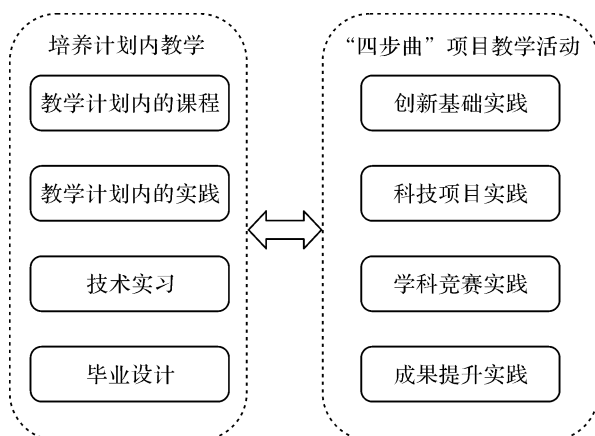 培养计划内教学
教学计划内的课程
教学计划内的实践
技术实习
毕业设计
“四步曲”项目教学活动
创新基础实践
科技项目实践
学科竞赛实践
成果提升实践